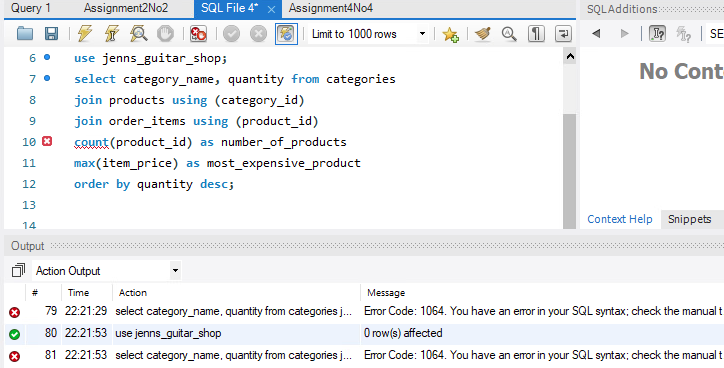 Query 1 Assignment2No2 SQL File 4* Assignment4No4 SQLAdditions
Limit to 1000 rows SE
6 use jenns_guitar_shop;
7 select category_name, quantity from categories
8 join products using (category_id)
9 join order_items using (product_id)
10 count(product_id) as number_of_products
11 max(item_price) as most_expensive_product
12 order by quantity desc;
13
14
No Cont
Context Help Snippets
Output
Action Output
# Time Action Message
79 22:21:29 select category_name, quantity from categories j... Error Code: 1064. You have an error in your SQL syntax; check the manual t
80 22:21:53 use jenns_guitar_shop 0 row(s) affected
81 22:21:53 select category_name, quantity from categories j... Error Code: 1064. You have an error in your SQL syntax; check the manual t